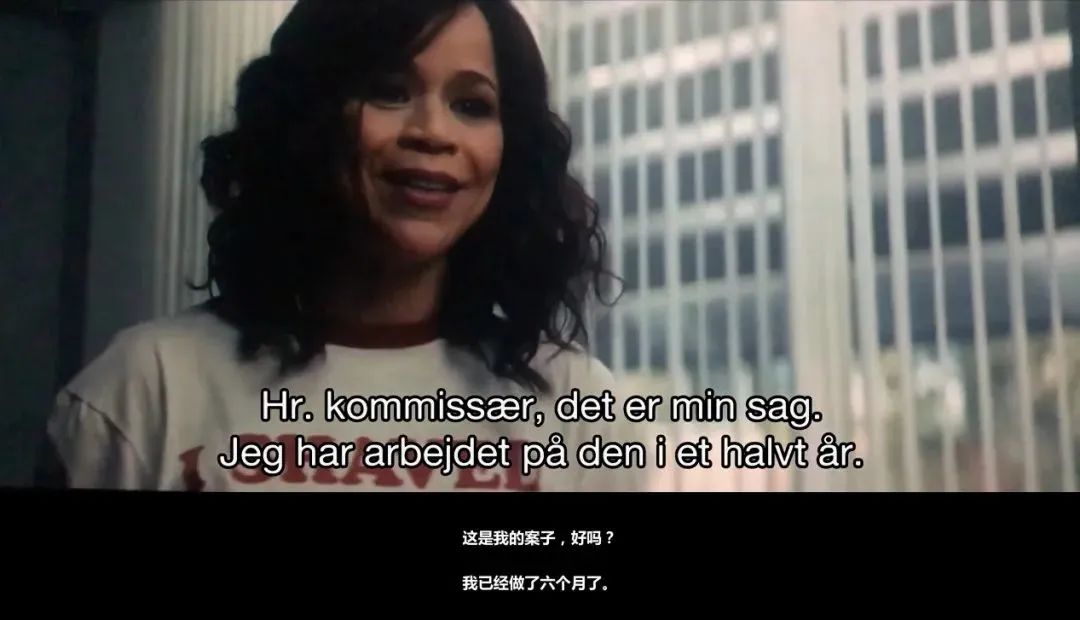 Hr. kommissær, det er min sag.
Jeg har arbejdet på den i et halvt år.
这是我的案子，好吗？
我已经做了六个月了。